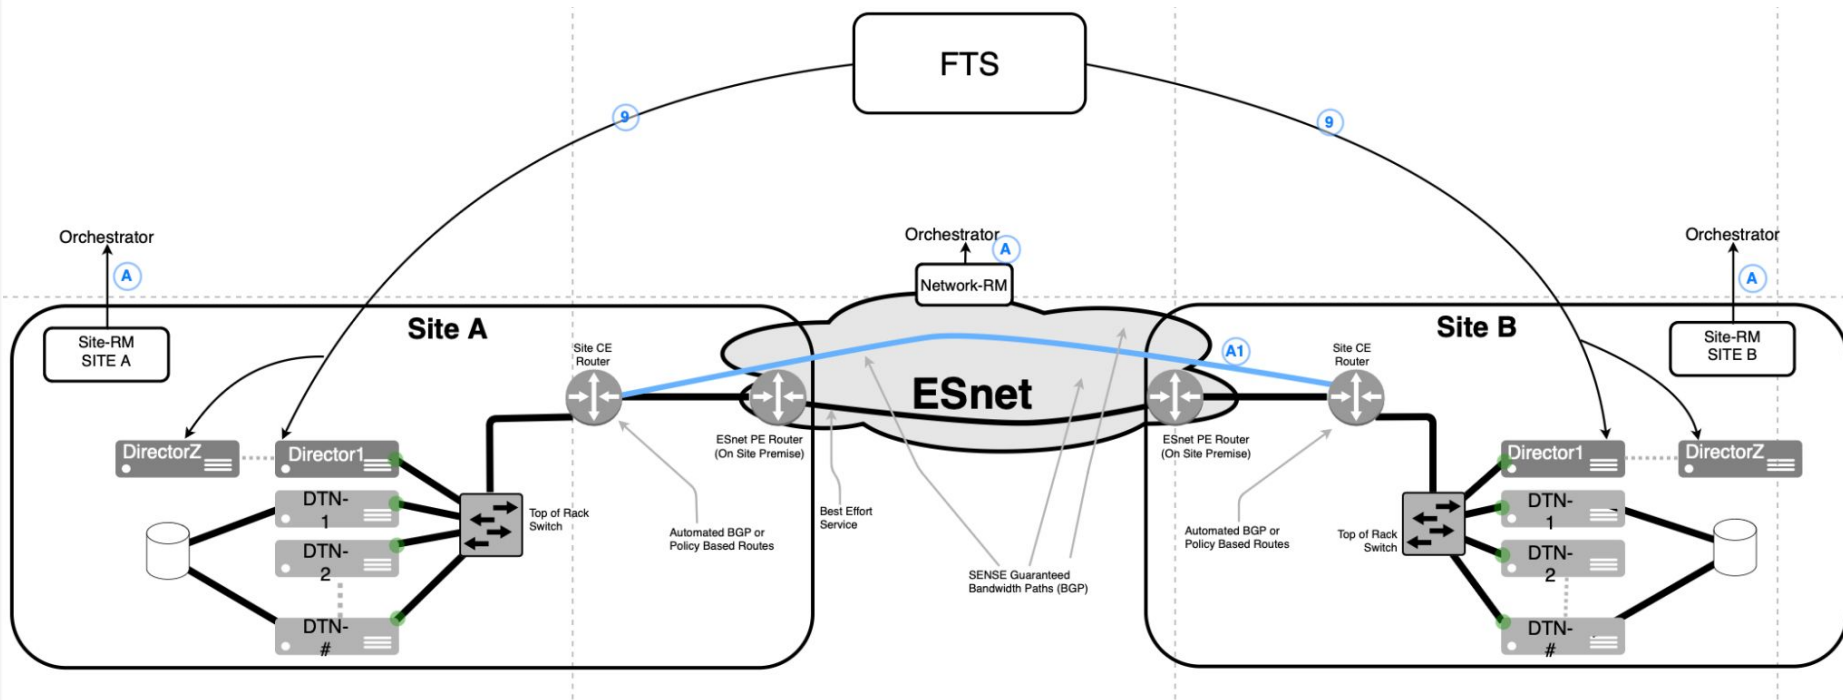 FTS
9
9
Orchestrator
A
Orchestrator
A
Orchestrator
A
Network-RM
Site-RM
SITE A
Site A
Site B
Site-RM
SITE B
Site CE
Router
A1
Site CE
Router
ESnet
DirectorZ
Director1
ESnet PE Router
(On Site Premise)
ESnet PE Router
(On Site Premise)
Director1
DirectorZ
DTN-
1
DTN-
2
DTN-
#
Top of Rack
Switch
Automated BGP or
Policy Based Routes
Best Effort
Service
SENSE Guaranteed
Bandwidth Paths (BGP)
Automated BGP or
Policy Based Routes
Top of Rack
Switch
DTN-
1
DTN-
2
DTN-
#